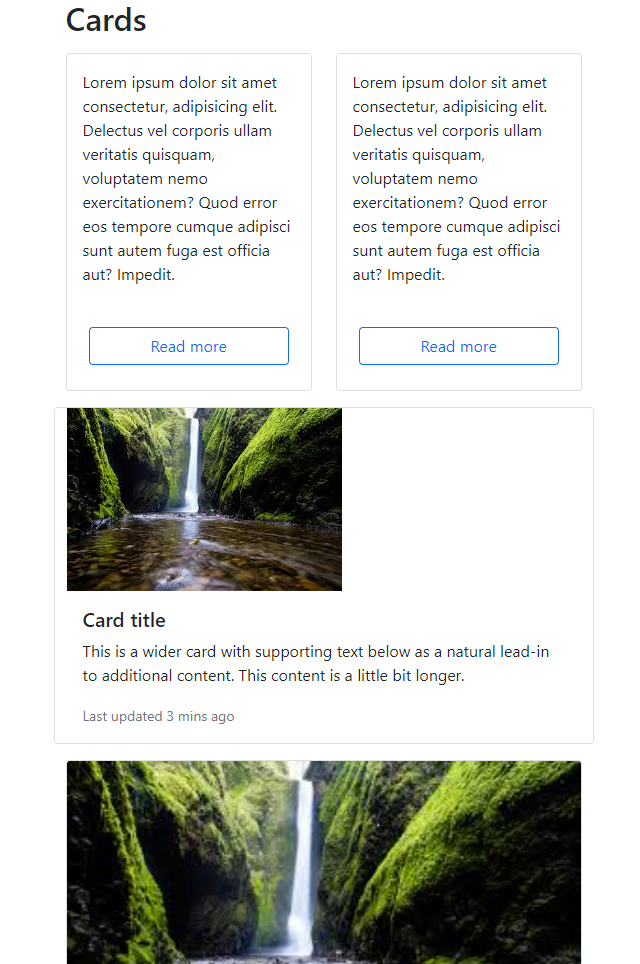 Cards
Lorem ipsum dolor sit amet
consectetur, adipisicing elit.
Delectus vel corporis ullam
veritatis quisquam,
voluptatem nemo
exercitationem? Quod error
eos tempore cumque adipisci
sunt autem fuga est officia
aut? Impedit.
Read more
Lorem ipsum dolor sit amet
consectetur, adipisicing elit.
Delectus vel corporis ullam
veritatis quisquam,
voluptatem nemo
exercitationem? Quod error
eos tempore cumque adipisci
sunt autem fuga est officia
aut? Impedit.
Read more
Card title
This is a wider card with supporting text below as a natural lead-in
to additional content. This content is a little bit longer.
Last updated 3 mins ago